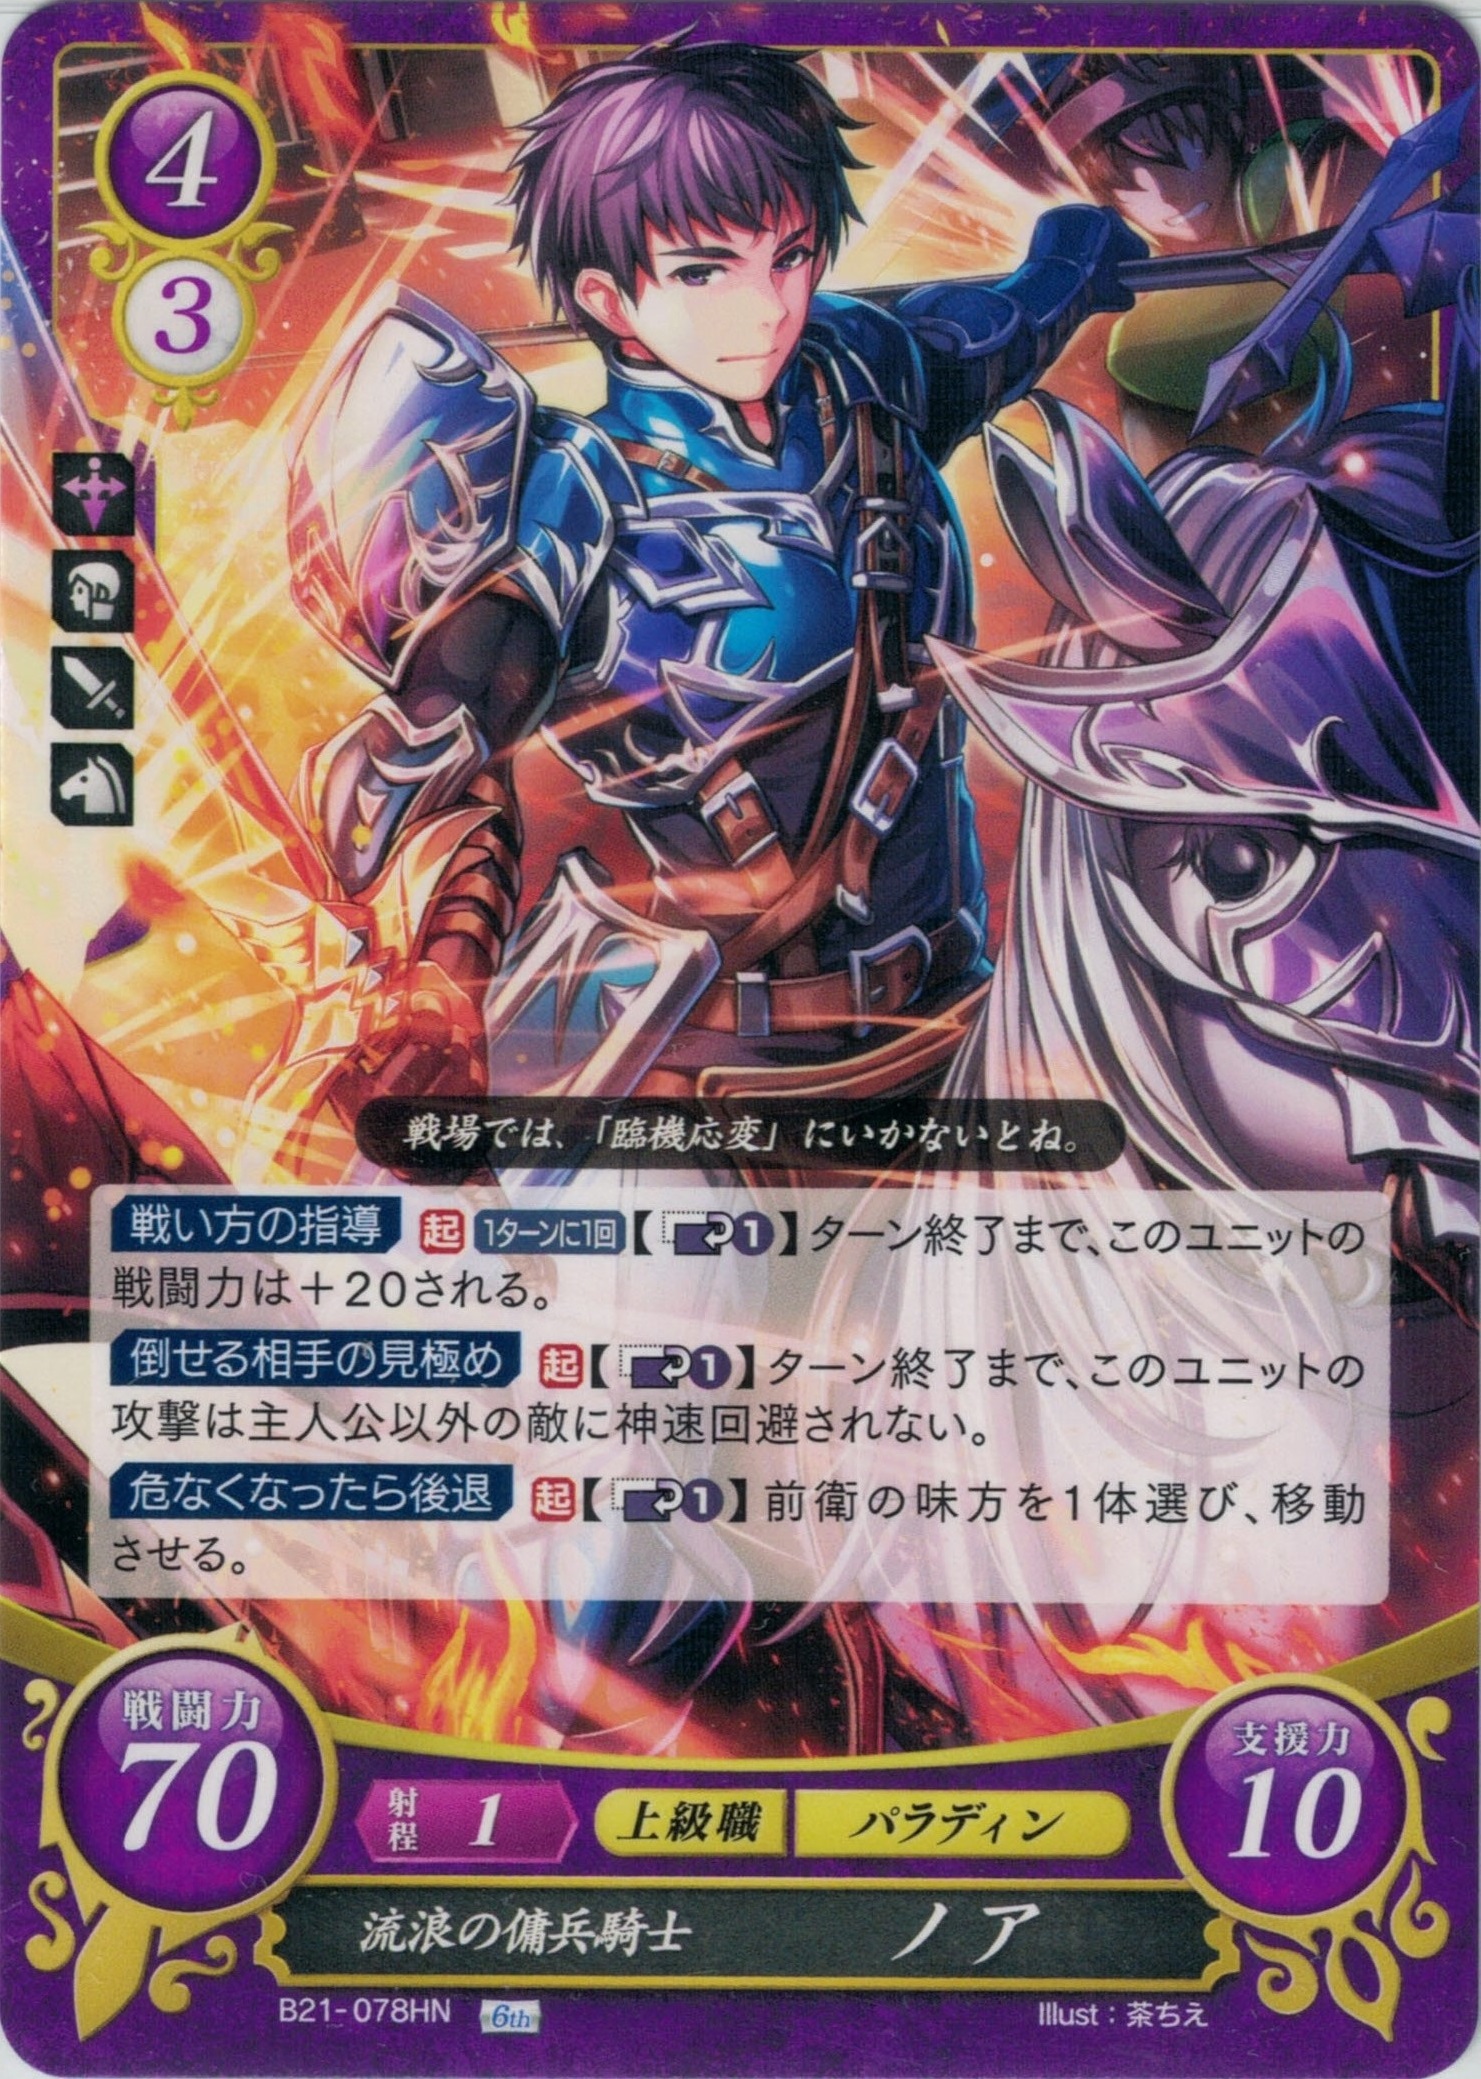 4
3
戦場では、「臨機応変」にいかないとね。
戦い方の指導 起 1ターンに1回【1】ターン終了まで、このユニットの
戦闘力は+20される。
倒せる相手の見極め 起【1】ターン終了まで、このユニットの
攻撃は主人公以外の敵に神速回避されない。
危なくなったら後退 起【1】前衛の味方を1体選び、移動
させる。
戦闘力
70
射程 1
上級職 パラディン
支援力
10
流浪の傭兵騎士 ノア
B21-078HN 6th Illust:茶ちえ